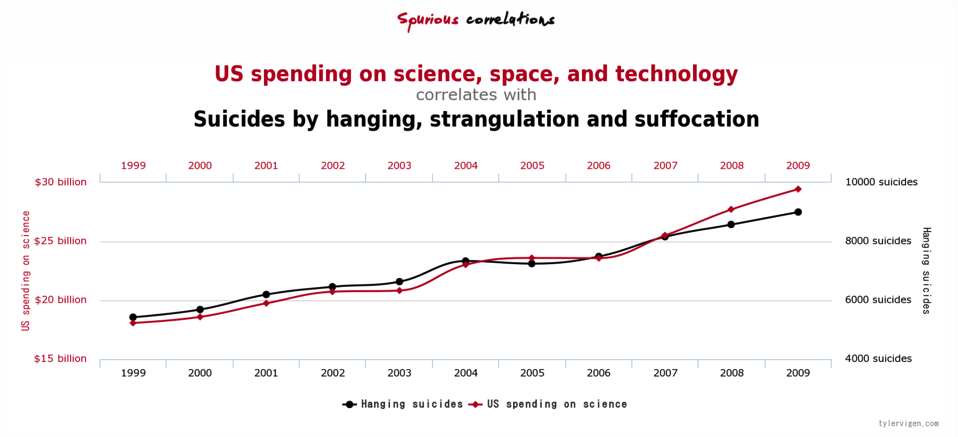 Spurious correlations
US spending on science, space, and technology
correlates with
Suicides by hanging, strangulation and suffocation
1999 2000 2001 2002 2003 2004 2005 2006 2007 2008 2009
$30 billion 10000 suicides
$25 billion 8000 suicides
$20 billion 6000 suicides
$15 billion 4000 suicides
US spending on science
Hanging suicides
1999 2000 2001 2002 2003 2004 2005 2006 2007 2008 2009
Hanging suicides US spending on science
tylervigen.com